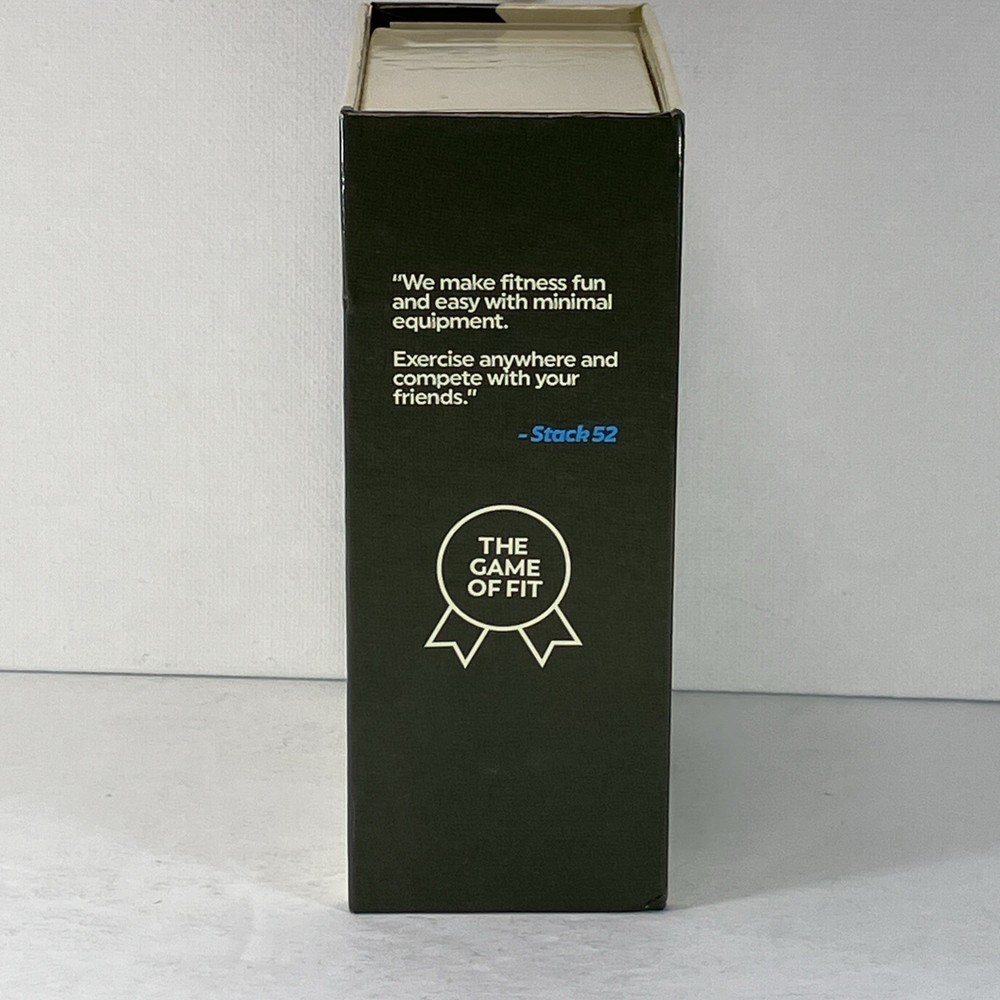 "We make fitness fun
and easy with minimal
equipment.
Exercise anywhere and
compete with your
friends."
- Stack 52
THE
GAME
OF FIT